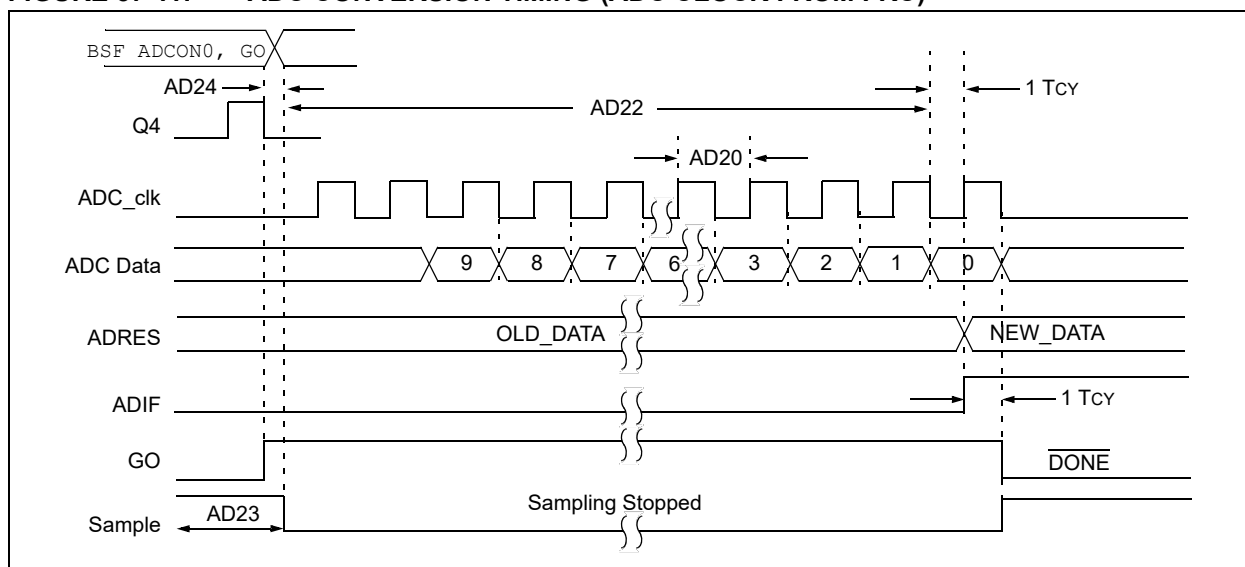 BSF ADCON0, GO
AD24
1 TCY
AD22
Q4
AD20
ADC_clk
ADC Data
9 8 7 6 3 2 1 0
ADRES
OLD_DATA
NEW_DATA
ADIF
1 TCY
GO
DONE
Sample
AD23
Sampling Stopped